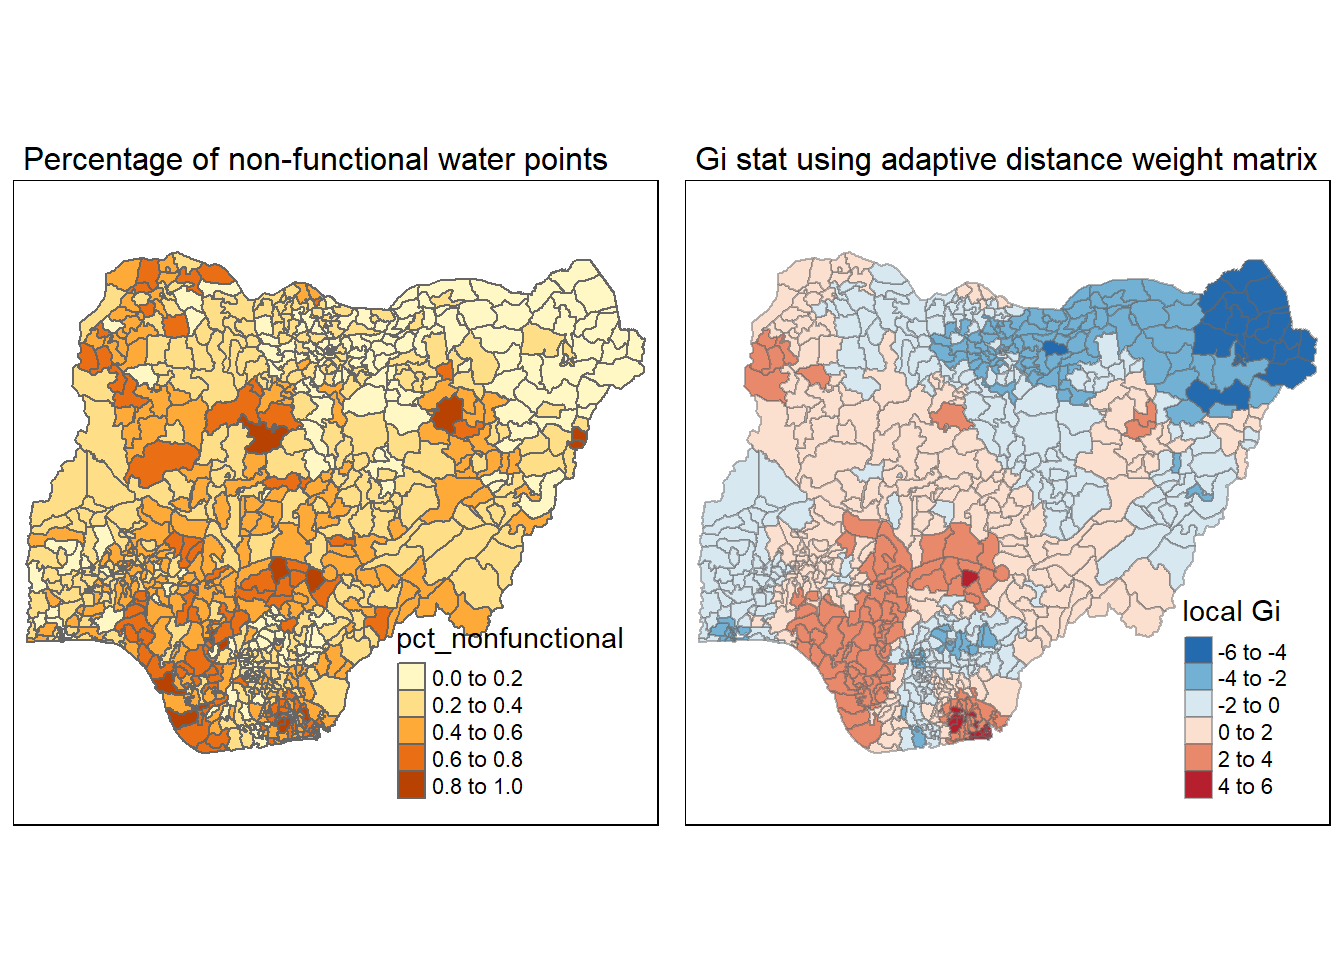 Percentage of non-functional water points
pct_nonfunctional
0.0 to 0.2
0.2 to 0.4
0.4 to 0.6
0.6 to 0.8
0.8 to 1.0
Gi stat using adaptive distance weight matrix
local Gi
-6 to -4
-4 to -2
-2 to 0
0 to 2
2 to 4
4 to 6